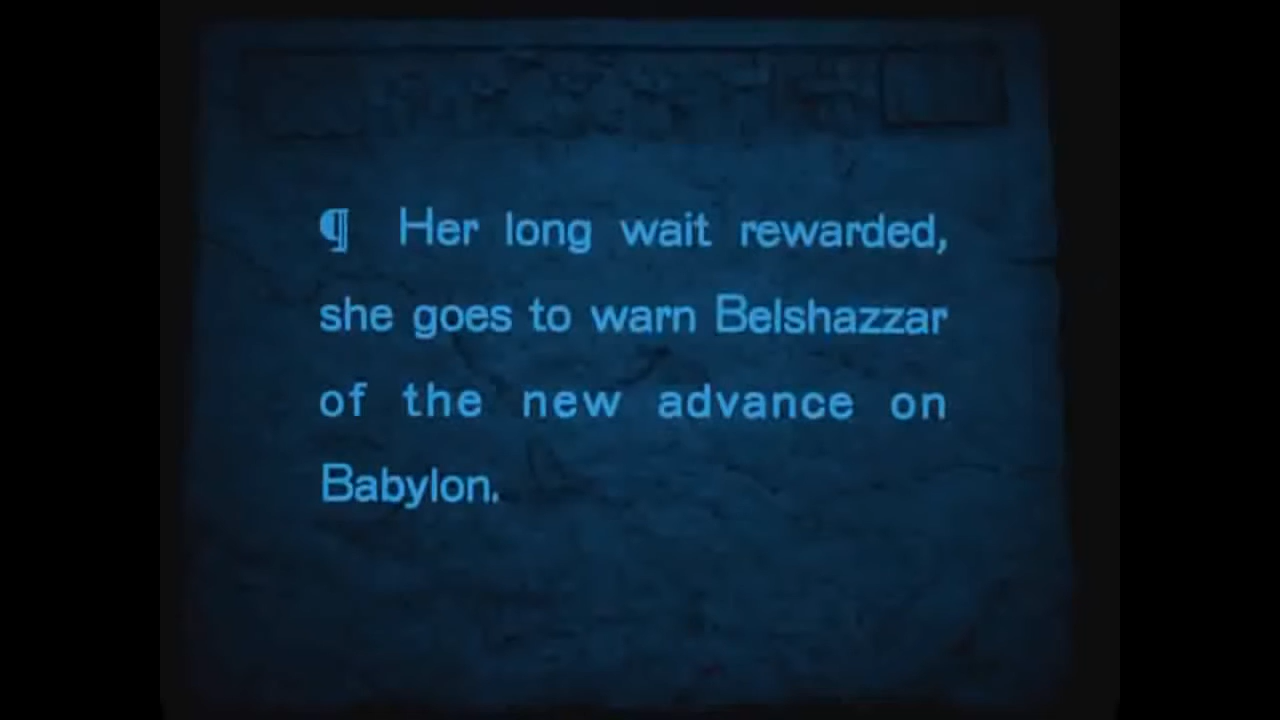 ¶ Her long wait rewarded,
she goes to warn Belshazzar
of the new advance on
Babylon.